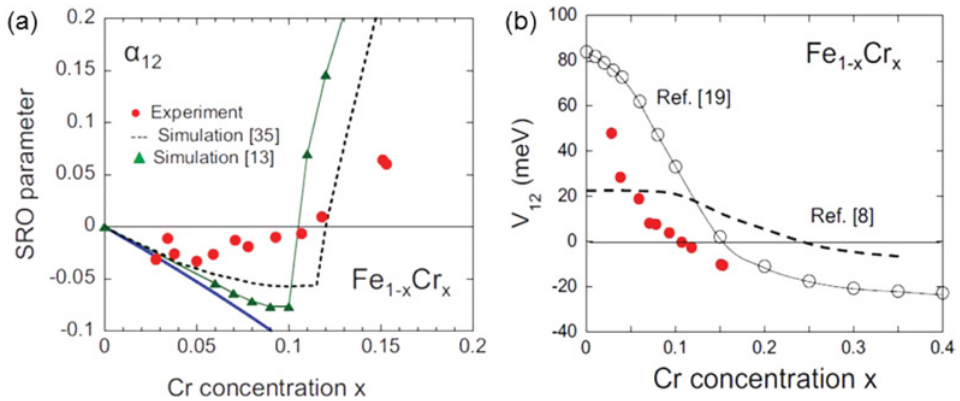 (a)
0.2
0.15
0.1
0.05
0
-0.05
-0.1
SRO parameter
α12
Experiment
Simulation [35]
Simulation [13]
Fe1-xCrx
0 0.05 0.1 0.15 0.2
Cr concentration x
(b)
100
80
60
40
20
0
-20
-40
V12 (meV)
Fe1-xCrx
Ref. [19]
Ref. [8]
0 0.1 0.2 0.3 0.4
Cr concentration x